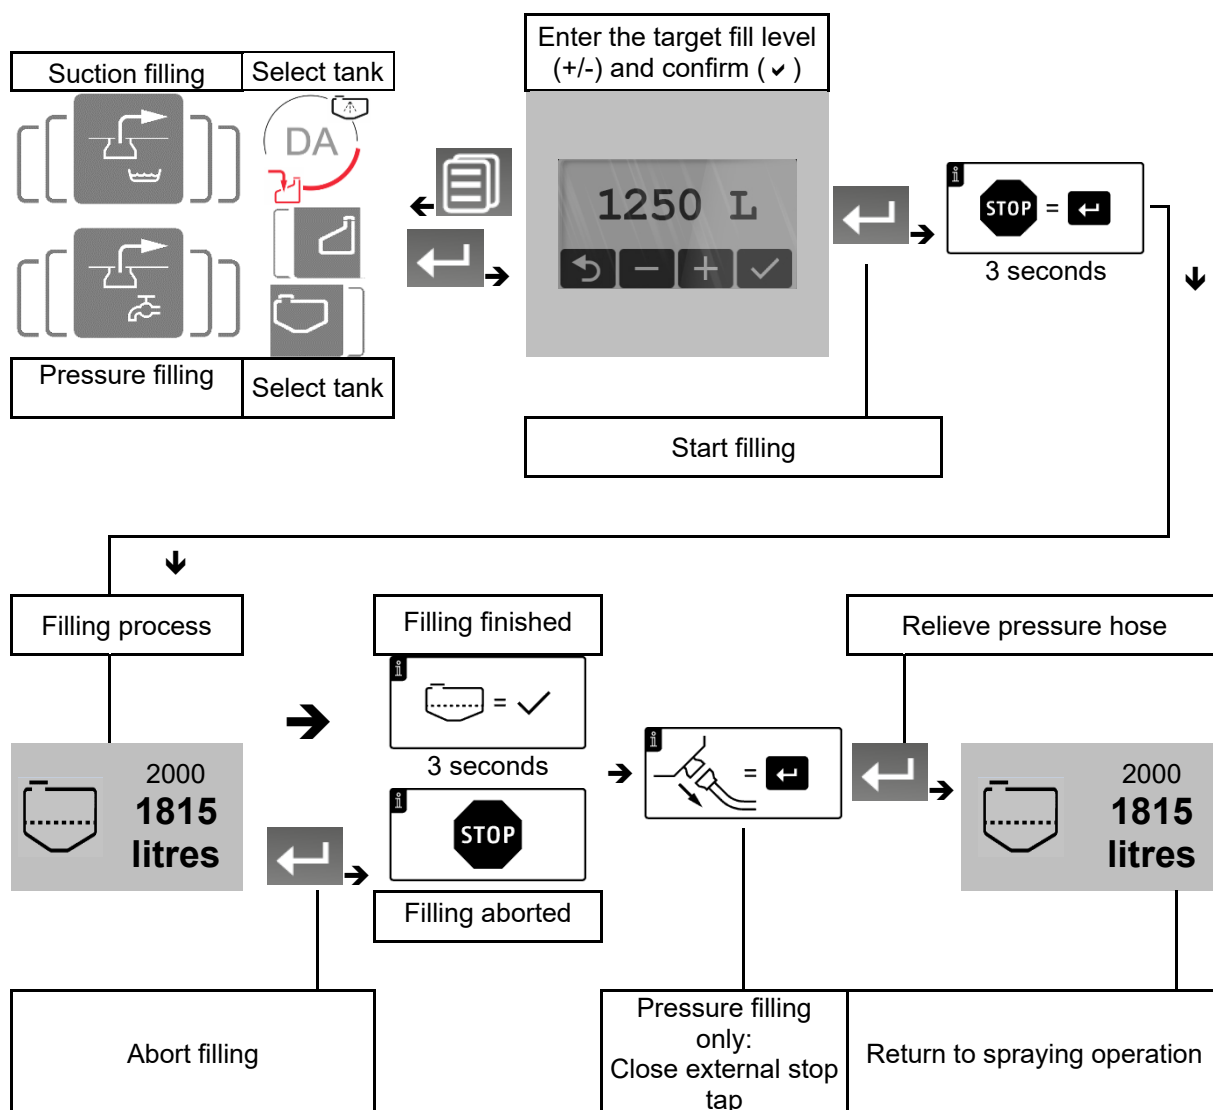 Enter the target fill level
(+/-) and confirm (✓)
Suction filling
Select tank
DA
1250 L
STOP =
3 seconds
Pressure filling
Select tank
Start filling
Filling process
Filling finished
Relieve pressure hose
=
3 seconds
=
2000
1815
litres
STOP
2000
1815
litres
Filling aborted
Abort filling
Pressure filling
only:
Close external stop
tap
Return to spraying operation